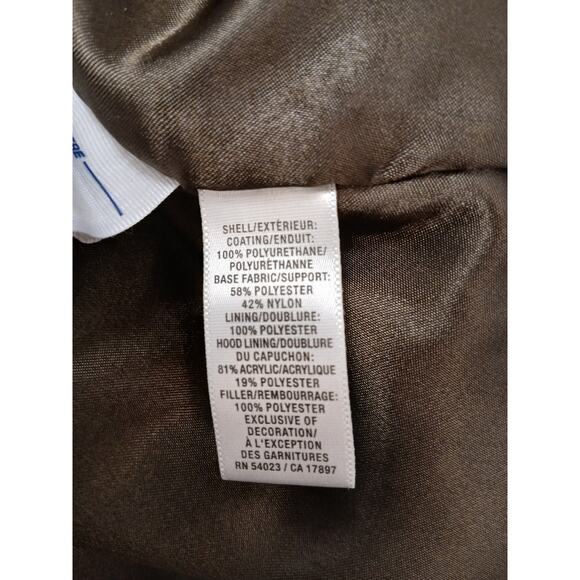 SHELL/EXTÉRIEUR:
COATING/ENDUIT:
100% POLYURETHANE/
POLYURÉTHANNE
BASE FABRIC/SUPPORT:
58% POLYESTER
42% NYLON
LINING/DOUBLURE:
100% POLYESTER
HOOD LINING/DOUBLURE
DU CAPUCHON:
81% ACRYLIC/ACRYLIQUE
19% POLYESTER
FILLER/REMBOURRAGE:
100% POLYESTER
EXCLUSIVE OF
DECORATION/
À L'EXCEPTION
DES GARNITURES
RN 54023 / CA 17897